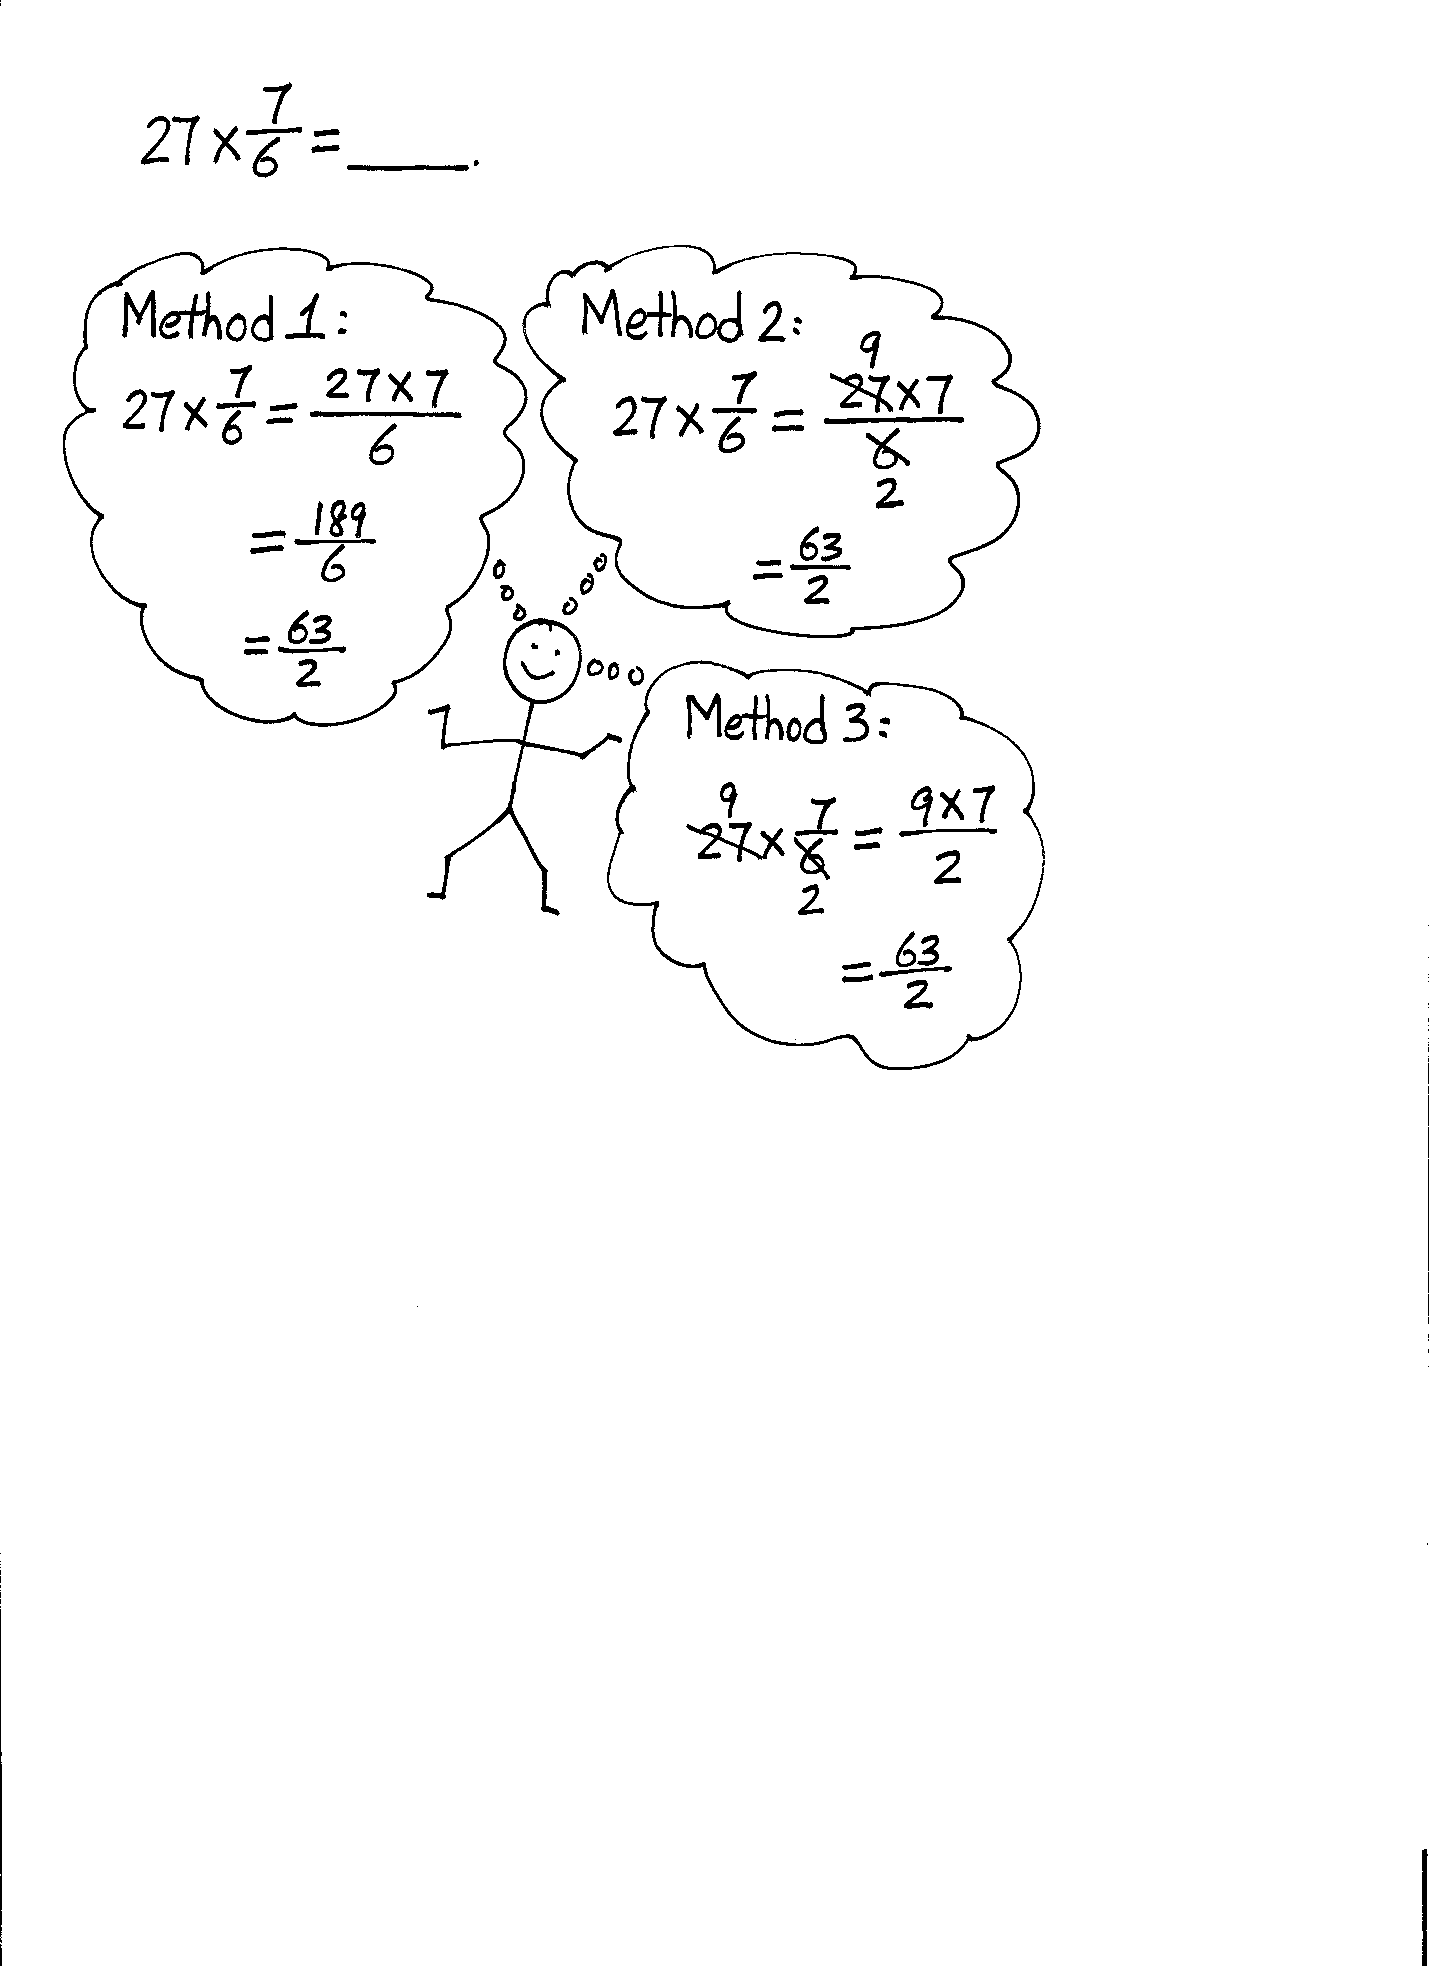 27 × 7/6 = ____.
Method 1:
27 × 7/6 = 27 × 7/6
= 189/6
= 63/2
Method 2:
9
27 × 7/6 = 27 × 7/6
2
= 63/2
Method 3:
9
27 × 7/6 = 9 × 7/2
2
= 63/2